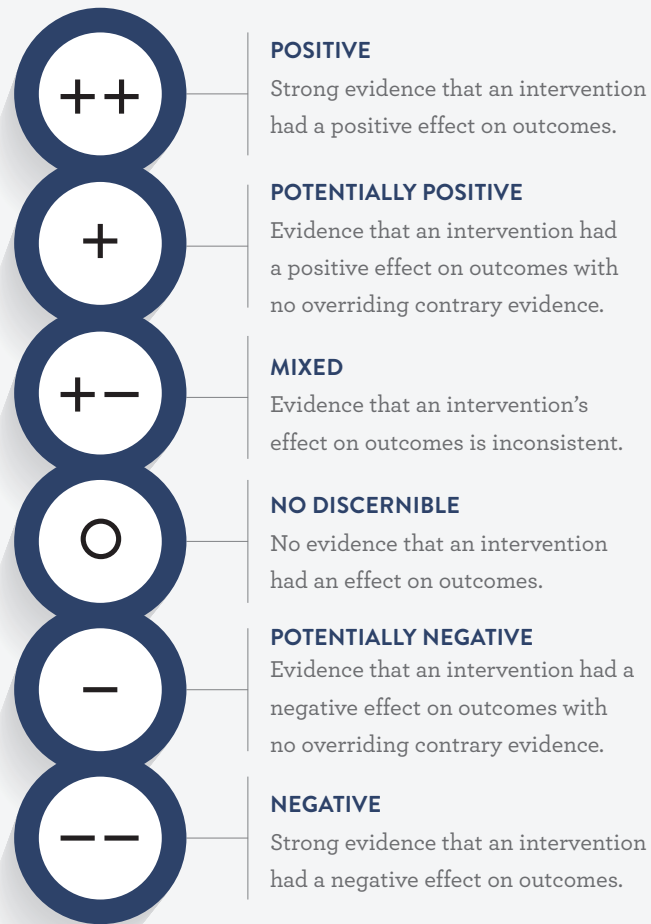 ++
POSITIVE
Strong evidence that an intervention
had a positive effect on outcomes.
+
POTENTIALLY POSITIVE
Evidence that an intervention had
a positive effect on outcomes with
no overriding contrary evidence.
+−
MIXED
Evidence that an intervention’s
effect on outcomes is inconsistent.
○
NO DISCERNIBLE
No evidence that an intervention
had an effect on outcomes.
−
POTENTIALLY NEGATIVE
Evidence that an intervention had a
negative effect on outcomes with
no overriding contrary evidence.
−−
NEGATIVE
Strong evidence that an intervention
had a negative effect on outcomes.